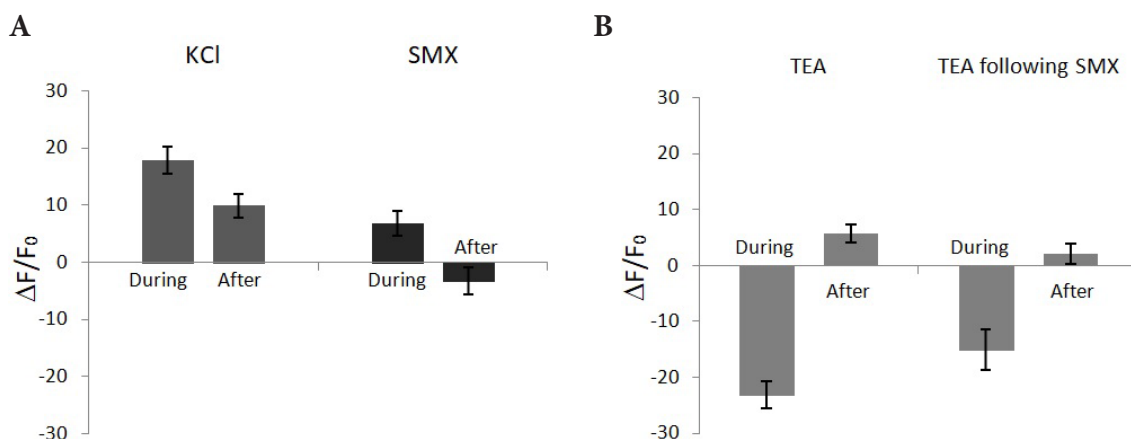 A
KCl SMX
30
20
10
0
-10
-20
-30
ΔF/F₀
During After During After
B
TEA TEA following SMX
30
20
10
0
-10
-20
-30
ΔF/F₀
During After During After